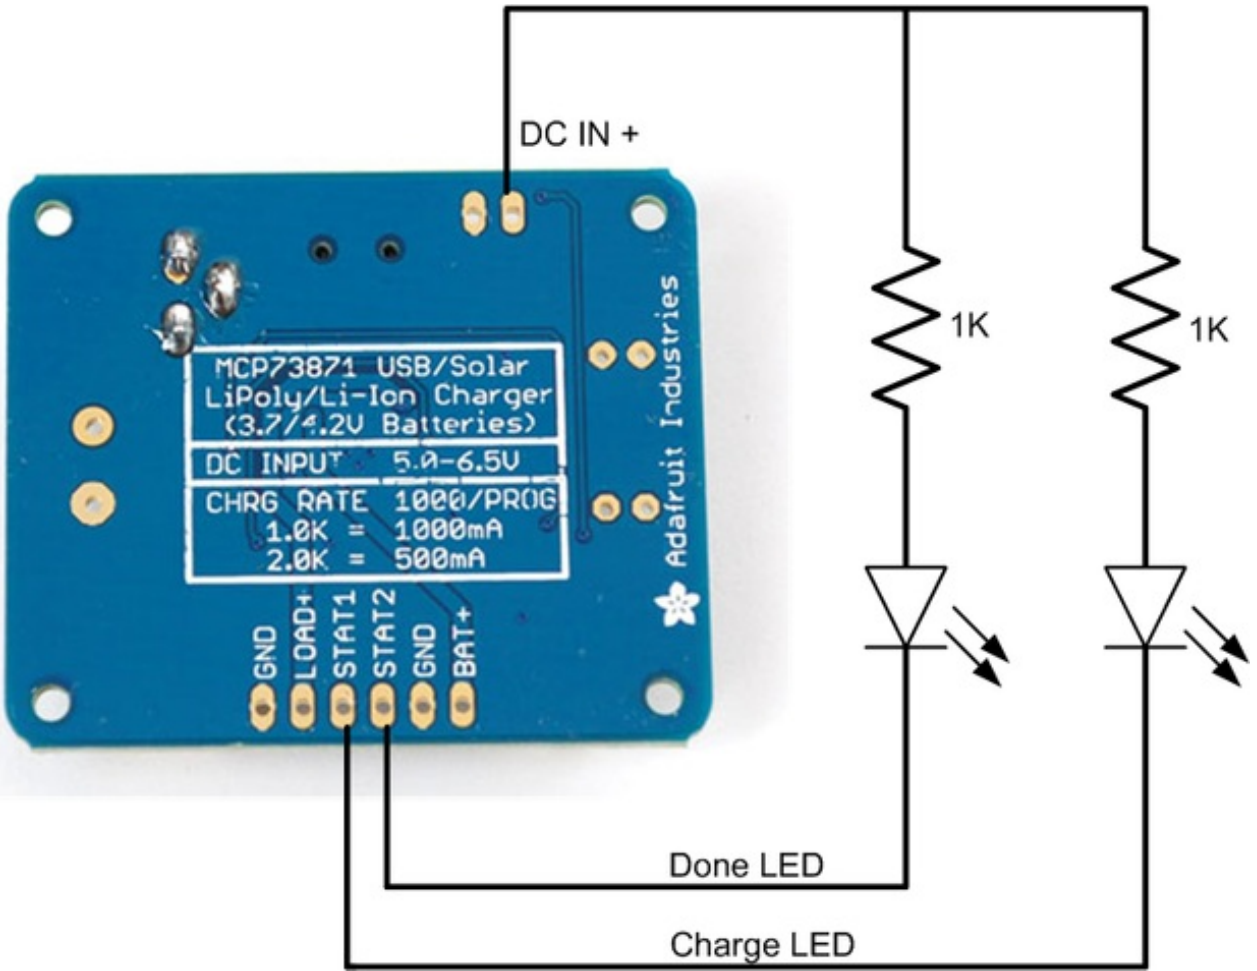 DC IN +
MCP73871 USB/Solar
LiPoly/Li-Ion Charger
(3.7/4.2V Batteries)
DC INPUT 5.0-6.5V
CHRG RATE 1000/PROG
1.0K = 1000mA
2.0K = 500mA
Adafruit Industries
GND
LOAD+
STAT1
STAT2
GND
BAT+
1K
1K
Done LED
Charge LED